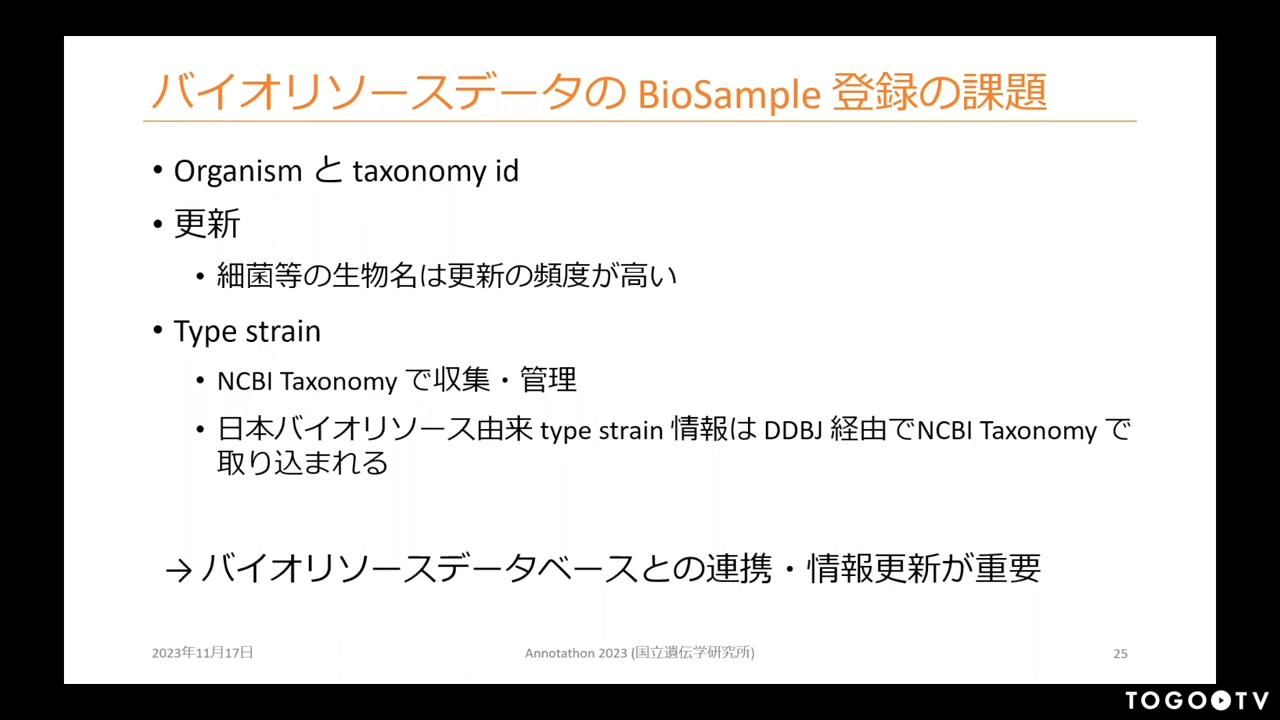 バイオリソースデータの BioSample 登録の課題
• Organism と taxonomy id
• 更新
• 細菌等の生物名は更新の頻度が高い
• Type strain
• NCBI Taxonomy で収集・管理
• 日本バイオリソース由来 type strain 情報は DDBJ 経由でNCBI Taxonomy で
取り込まれる
→ バイオリソースデータベースとの連携・情報更新が重要
2023年11月17日
Annotathon 2023 (国立遺伝学研究所)
25
TOGO TV